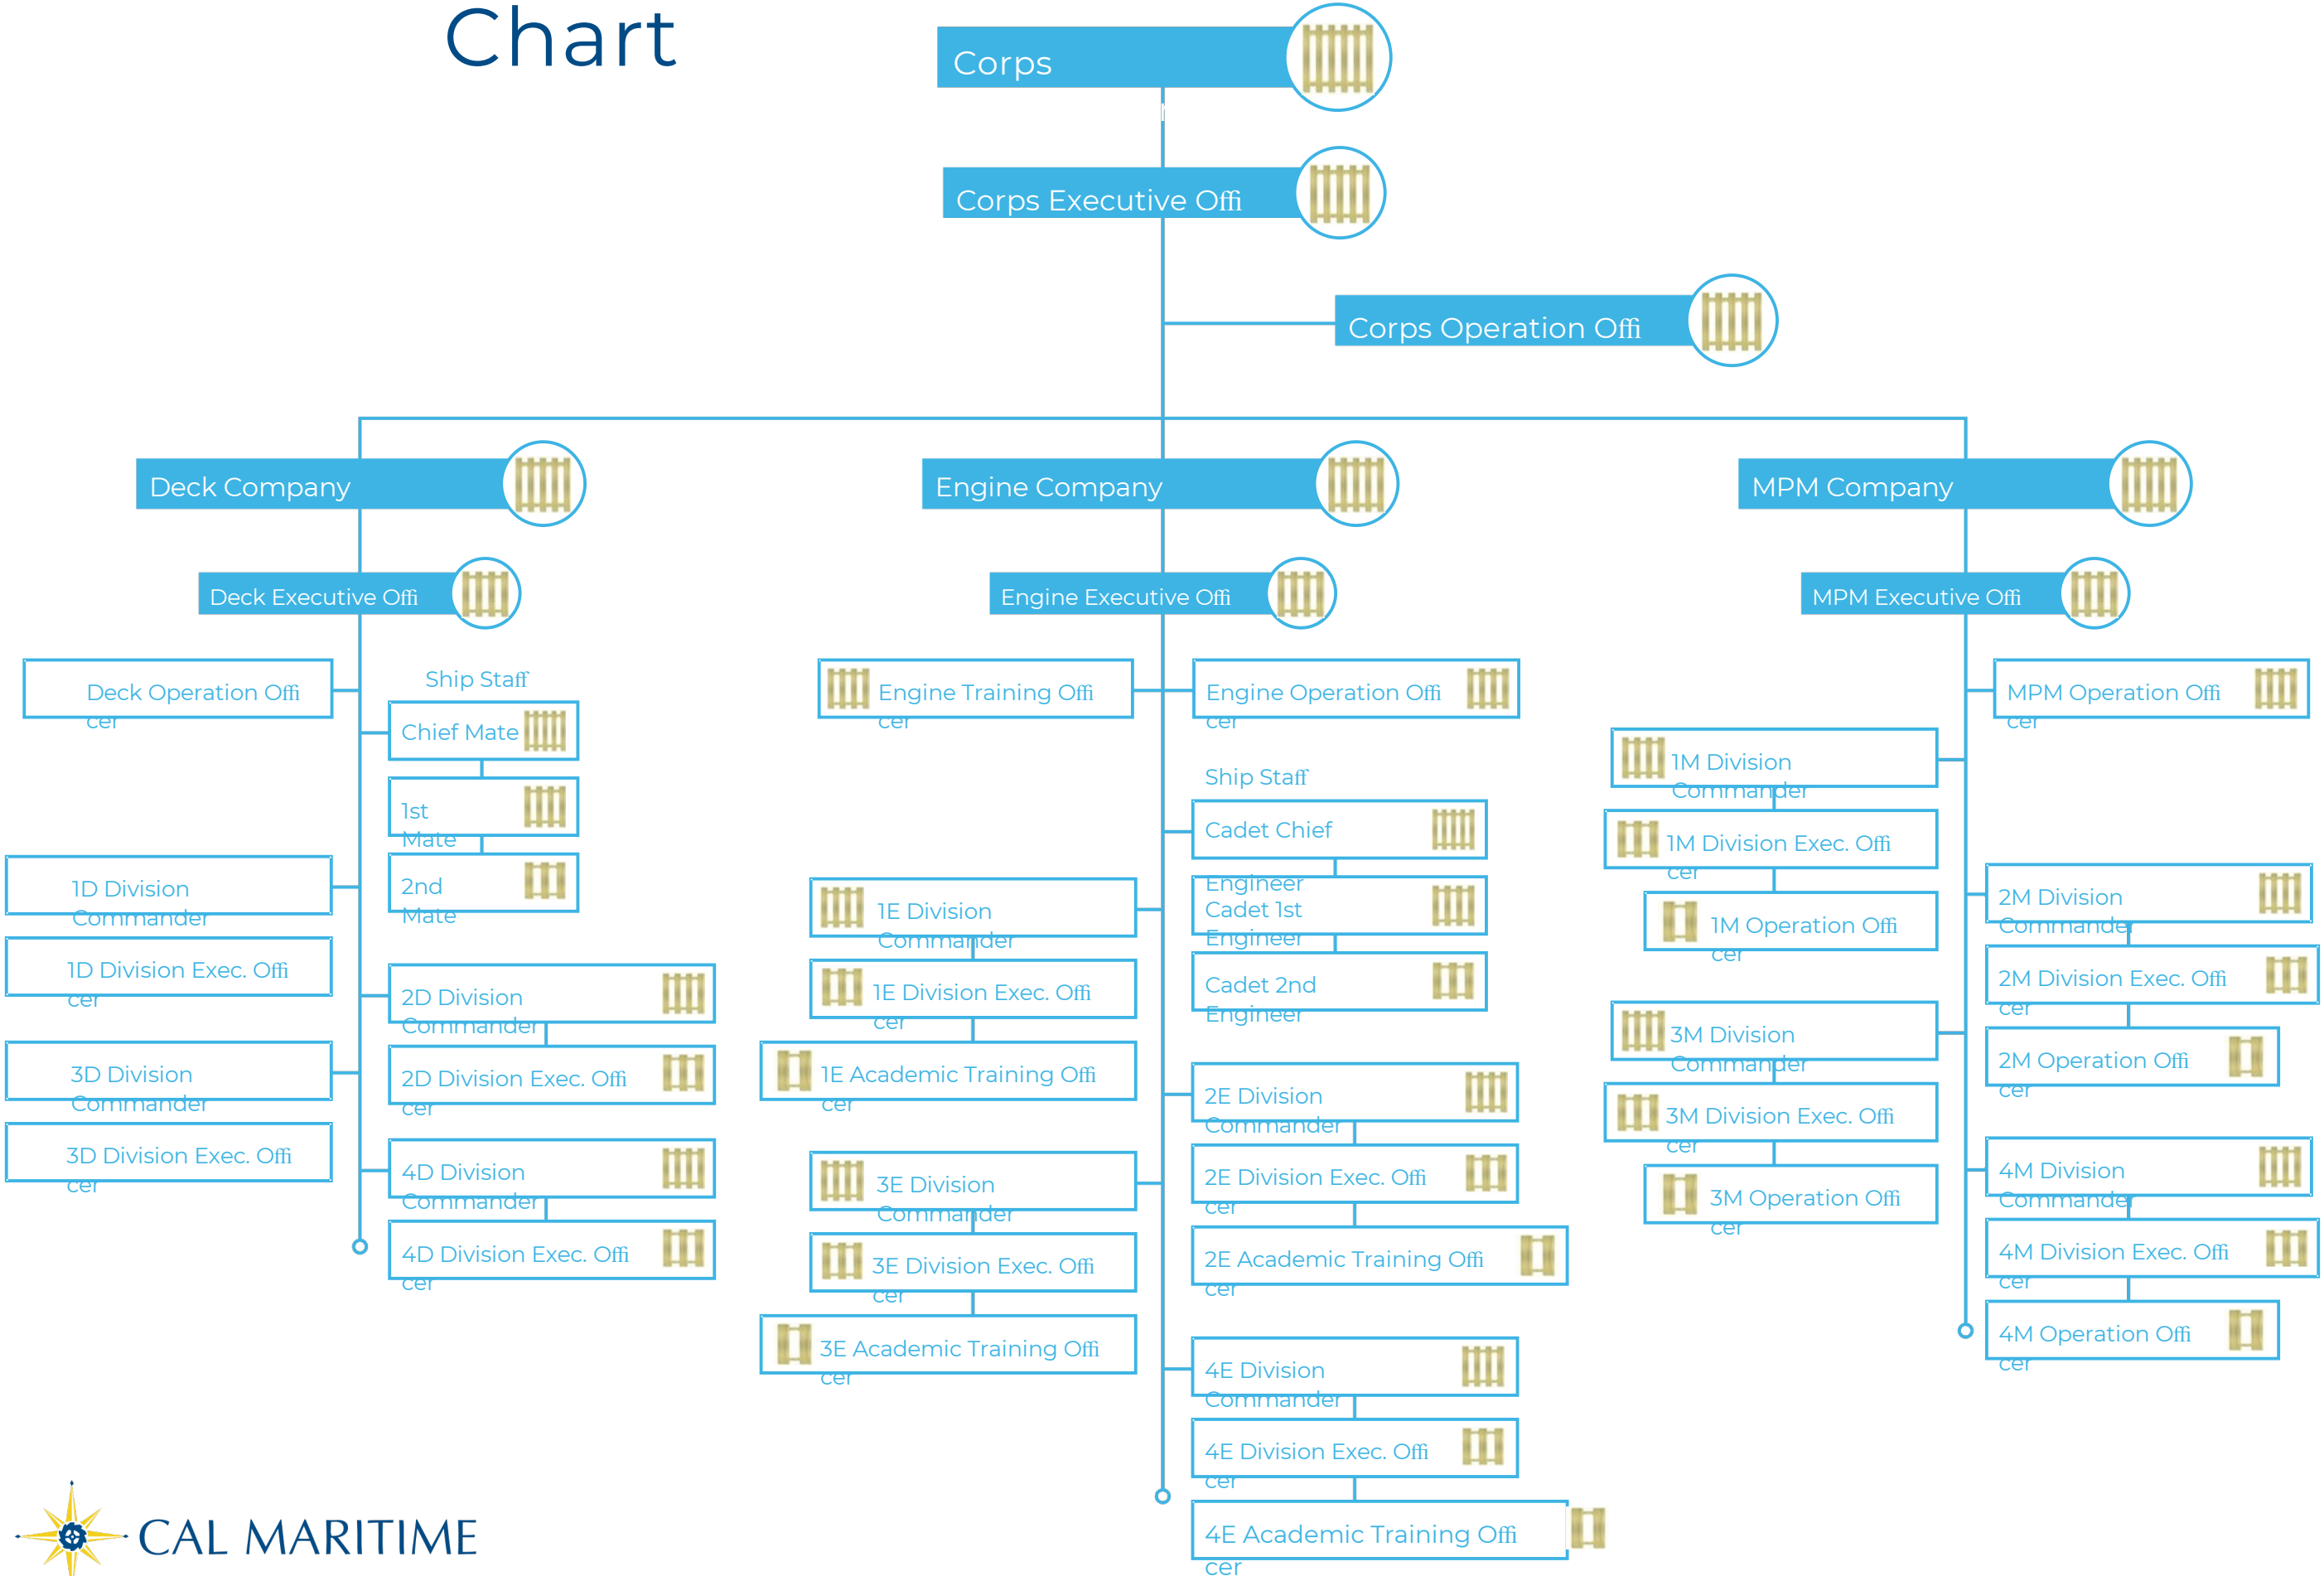 Chart
Corps
Corps Executive Offi
Corps Operation Offi
Deck Company
Engine Company
MPM Company
Deck Executive Offi
Engine Executive Offi
MPM Executive Offi
Deck Operation Offi
cer
Ship Staff
Chief Mate
1st
Mate
2nd
Mate
1D Division
Commander
1D Division Exec. Offi
cer
2D Division
Commander
2D Division Exec. Offi
cer
3D Division
Commander
3D Division Exec. Offi
cer
4D Division
Commander
4D Division Exec. Offi
cer
Engine Training Offi
cer
Engine Operation Offi
cer
Ship Staff
Cadet Chief
Engineer
Cadet 1st
Engineer
Cadet 2nd
Engineer
1E Division
Commander
1E Division Exec. Offi
cer
1E Academic Training Offi
cer
2E Division
Commander
2E Division Exec. Offi
cer
2E Academic Training Offi
cer
3E Division
Commander
3E Division Exec. Offi
cer
3E Academic Training Offi
cer
4E Division
Commander
4E Division Exec. Offi
cer
4E Academic Training Offi
cer
MPM Operation Offi
cer
1M Division
Commander
1M Division Exec. Offi
cer
1M Operation Offi
cer
2M Division
Commander
2M Division Exec. Offi
cer
2M Operation Offi
cer
3M Division
Commander
3M Division Exec. Offi
cer
3M Operation Offi
cer
4M Division
Commander
4M Division Exec. Offi
cer
4M Operation Offi
cer
CAL MARITIME